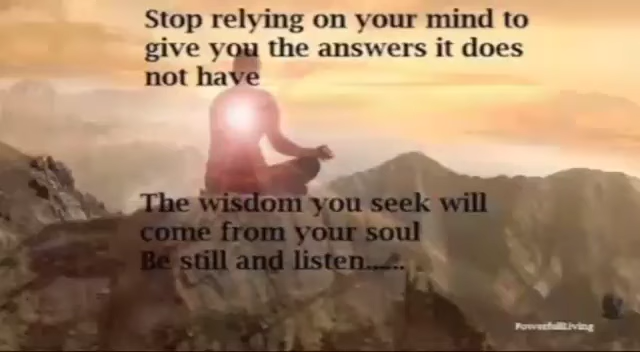 Stop relying on your mind to
give you the answers it does
not have
The wisdom you seek will
come from your soul
Be still and listen......
PowerfullLiving